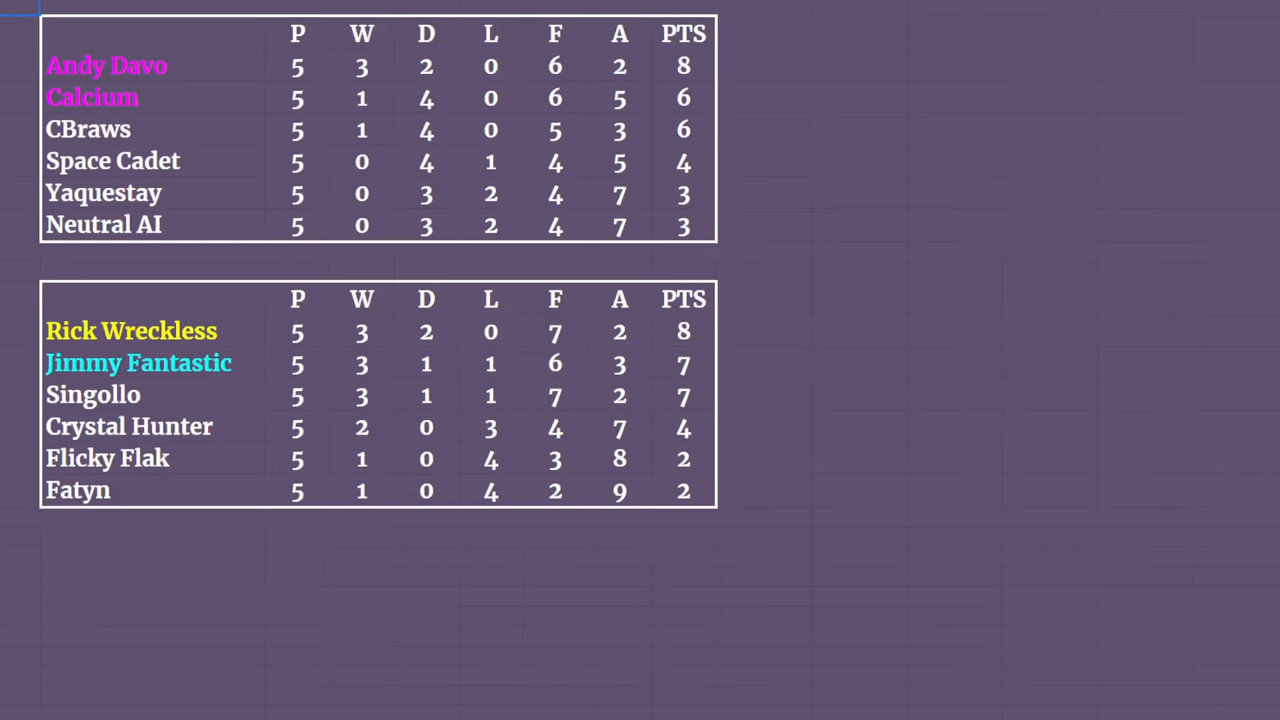 P W D L F A PTS
Andy Davo 5 3 2 0 6 2 8
Calcium 5 1 4 0 6 5 6
CBraws 5 1 4 0 5 3 6
Space Cadet 5 0 4 1 4 5 4
Yaquestay 5 0 3 2 4 7 3
Neutral AI 5 0 3 2 4 7 3
P W D L F A PTS
Rick Wreckless 5 3 2 0 7 2 8
Jimmy Fantastic 5 3 1 1 6 3 7
Singollo 5 3 1 1 7 2 7
Crystal Hunter 5 2 0 3 4 7 4
Flicky Flak 5 1 0 4 3 8 2
Fatyn 5 1 0 4 2 9 2